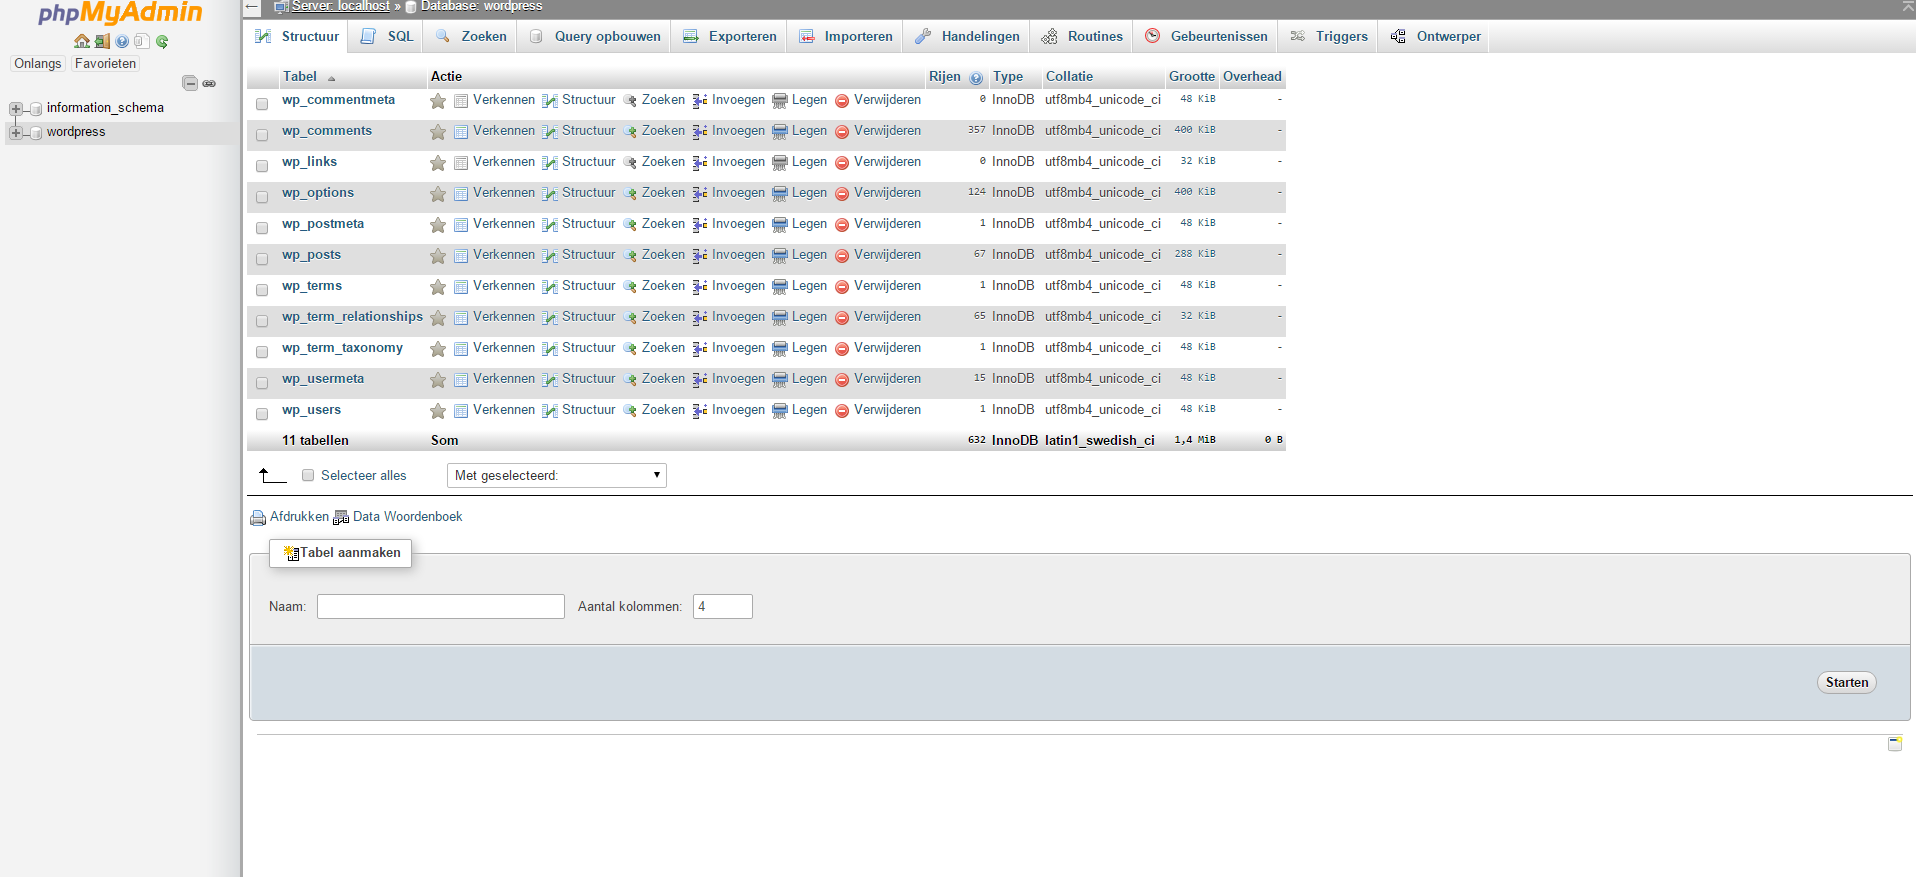 phpMyAdmin
Onlangs Favorieten
information_schema
wordpress
← Server: localhost » Database: wordpress
Structuur SQL Zoeken Query opbouwen Exporteren Importeren Handelingen Routines Gebeurtenissen Triggers Ontwerper
Tabel Actie Rijen Type Collatie Grootte Overhead
wp_commentmeta Verkennen Structuur Zoeken Invoegen Legen Verwijderen 0 InnoDB utf8mb4_unicode_ci 48 KiB -
wp_comments Verkennen Structuur Zoeken Invoegen Legen Verwijderen 357 InnoDB utf8mb4_unicode_ci 400 KiB -
wp_links Verkennen Structuur Zoeken Invoegen Legen Verwijderen 0 InnoDB utf8mb4_unicode_ci 32 KiB -
wp_options Verkennen Structuur Zoeken Invoegen Legen Verwijderen 124 InnoDB utf8mb4_unicode_ci 400 KiB -
wp_postmeta Verkennen Structuur Zoeken Invoegen Legen Verwijderen 1 InnoDB utf8mb4_unicode_ci 48 KiB -
wp_posts Verkennen Structuur Zoeken Invoegen Legen Verwijderen 67 InnoDB utf8mb4_unicode_ci 288 KiB -
wp_terms Verkennen Structuur Zoeken Invoegen Legen Verwijderen 1 InnoDB utf8mb4_unicode_ci 48 KiB -
wp_term_relationships Verkennen Structuur Zoeken Invoegen Legen Verwijderen 65 InnoDB utf8mb4_unicode_ci 32 KiB -
wp_term_taxonomy Verkennen Structuur Zoeken Invoegen Legen Verwijderen 1 InnoDB utf8mb4_unicode_ci 48 KiB -
wp_usermeta Verkennen Structuur Zoeken Invoegen Legen Verwijderen 15 InnoDB utf8mb4_unicode_ci 48 KiB -
wp_users Verkennen Structuur Zoeken Invoegen Legen Verwijderen 1 InnoDB utf8mb4_unicode_ci 48 KiB -
11 tabellen Som 632 InnoDB latin1_swedish_ci 1,4 MiB 0 B
Selecteer alles Met geselecteerd:
Afdrukken Data Woordenboek
Tabel aanmaken
Naam: Aantal kolommen: 4
Starten